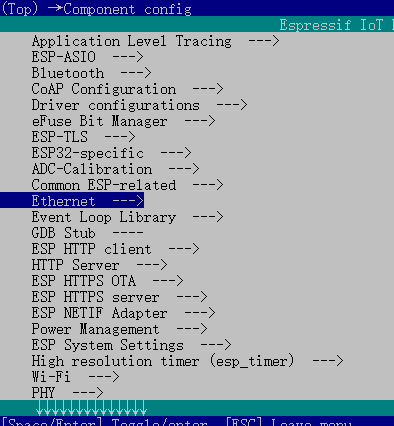 (Top) →Component config
Espressif IoT
Application Level Tracing --->
ESP-ASIO --->
Bluetooth --->
CoAP Configuration --->
Driver configurations --->
eFuse Bit Manager --->
ESP-TLS --->
ESP32-specific --->
ADC-Calibration --->
Common ESP-related --->
Ethernet --->
Event Loop Library --->
GDB Stub ----
ESP HTTP client --->
HTTP Server --->
ESP HTTPS OTA --->
ESP HTTPS server --->
ESP NETIF Adapter --->
Power Management --->
ESP System Settings --->
High resolution timer (esp_timer) --->
Wi-Fi --->
PHY --->
↓↓↓↓↓↓↓↓↓↓↓↓↓↓
[Space/Enter] Toggle/enter [ESC] Leave menu